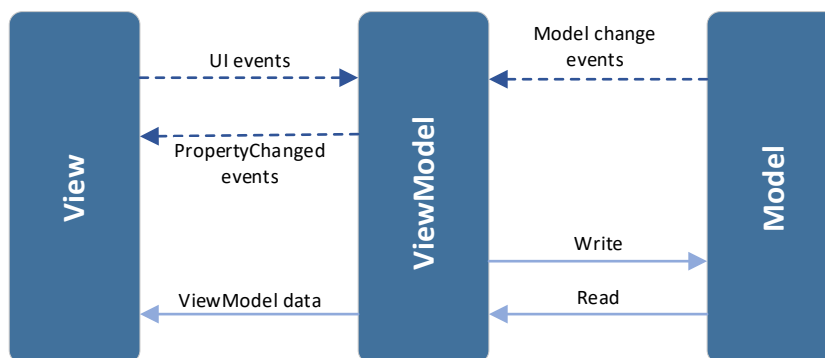 View
UI events
PropertyChanged
events
ViewModel data
ViewModel
Model change
events
Write
Read
Model